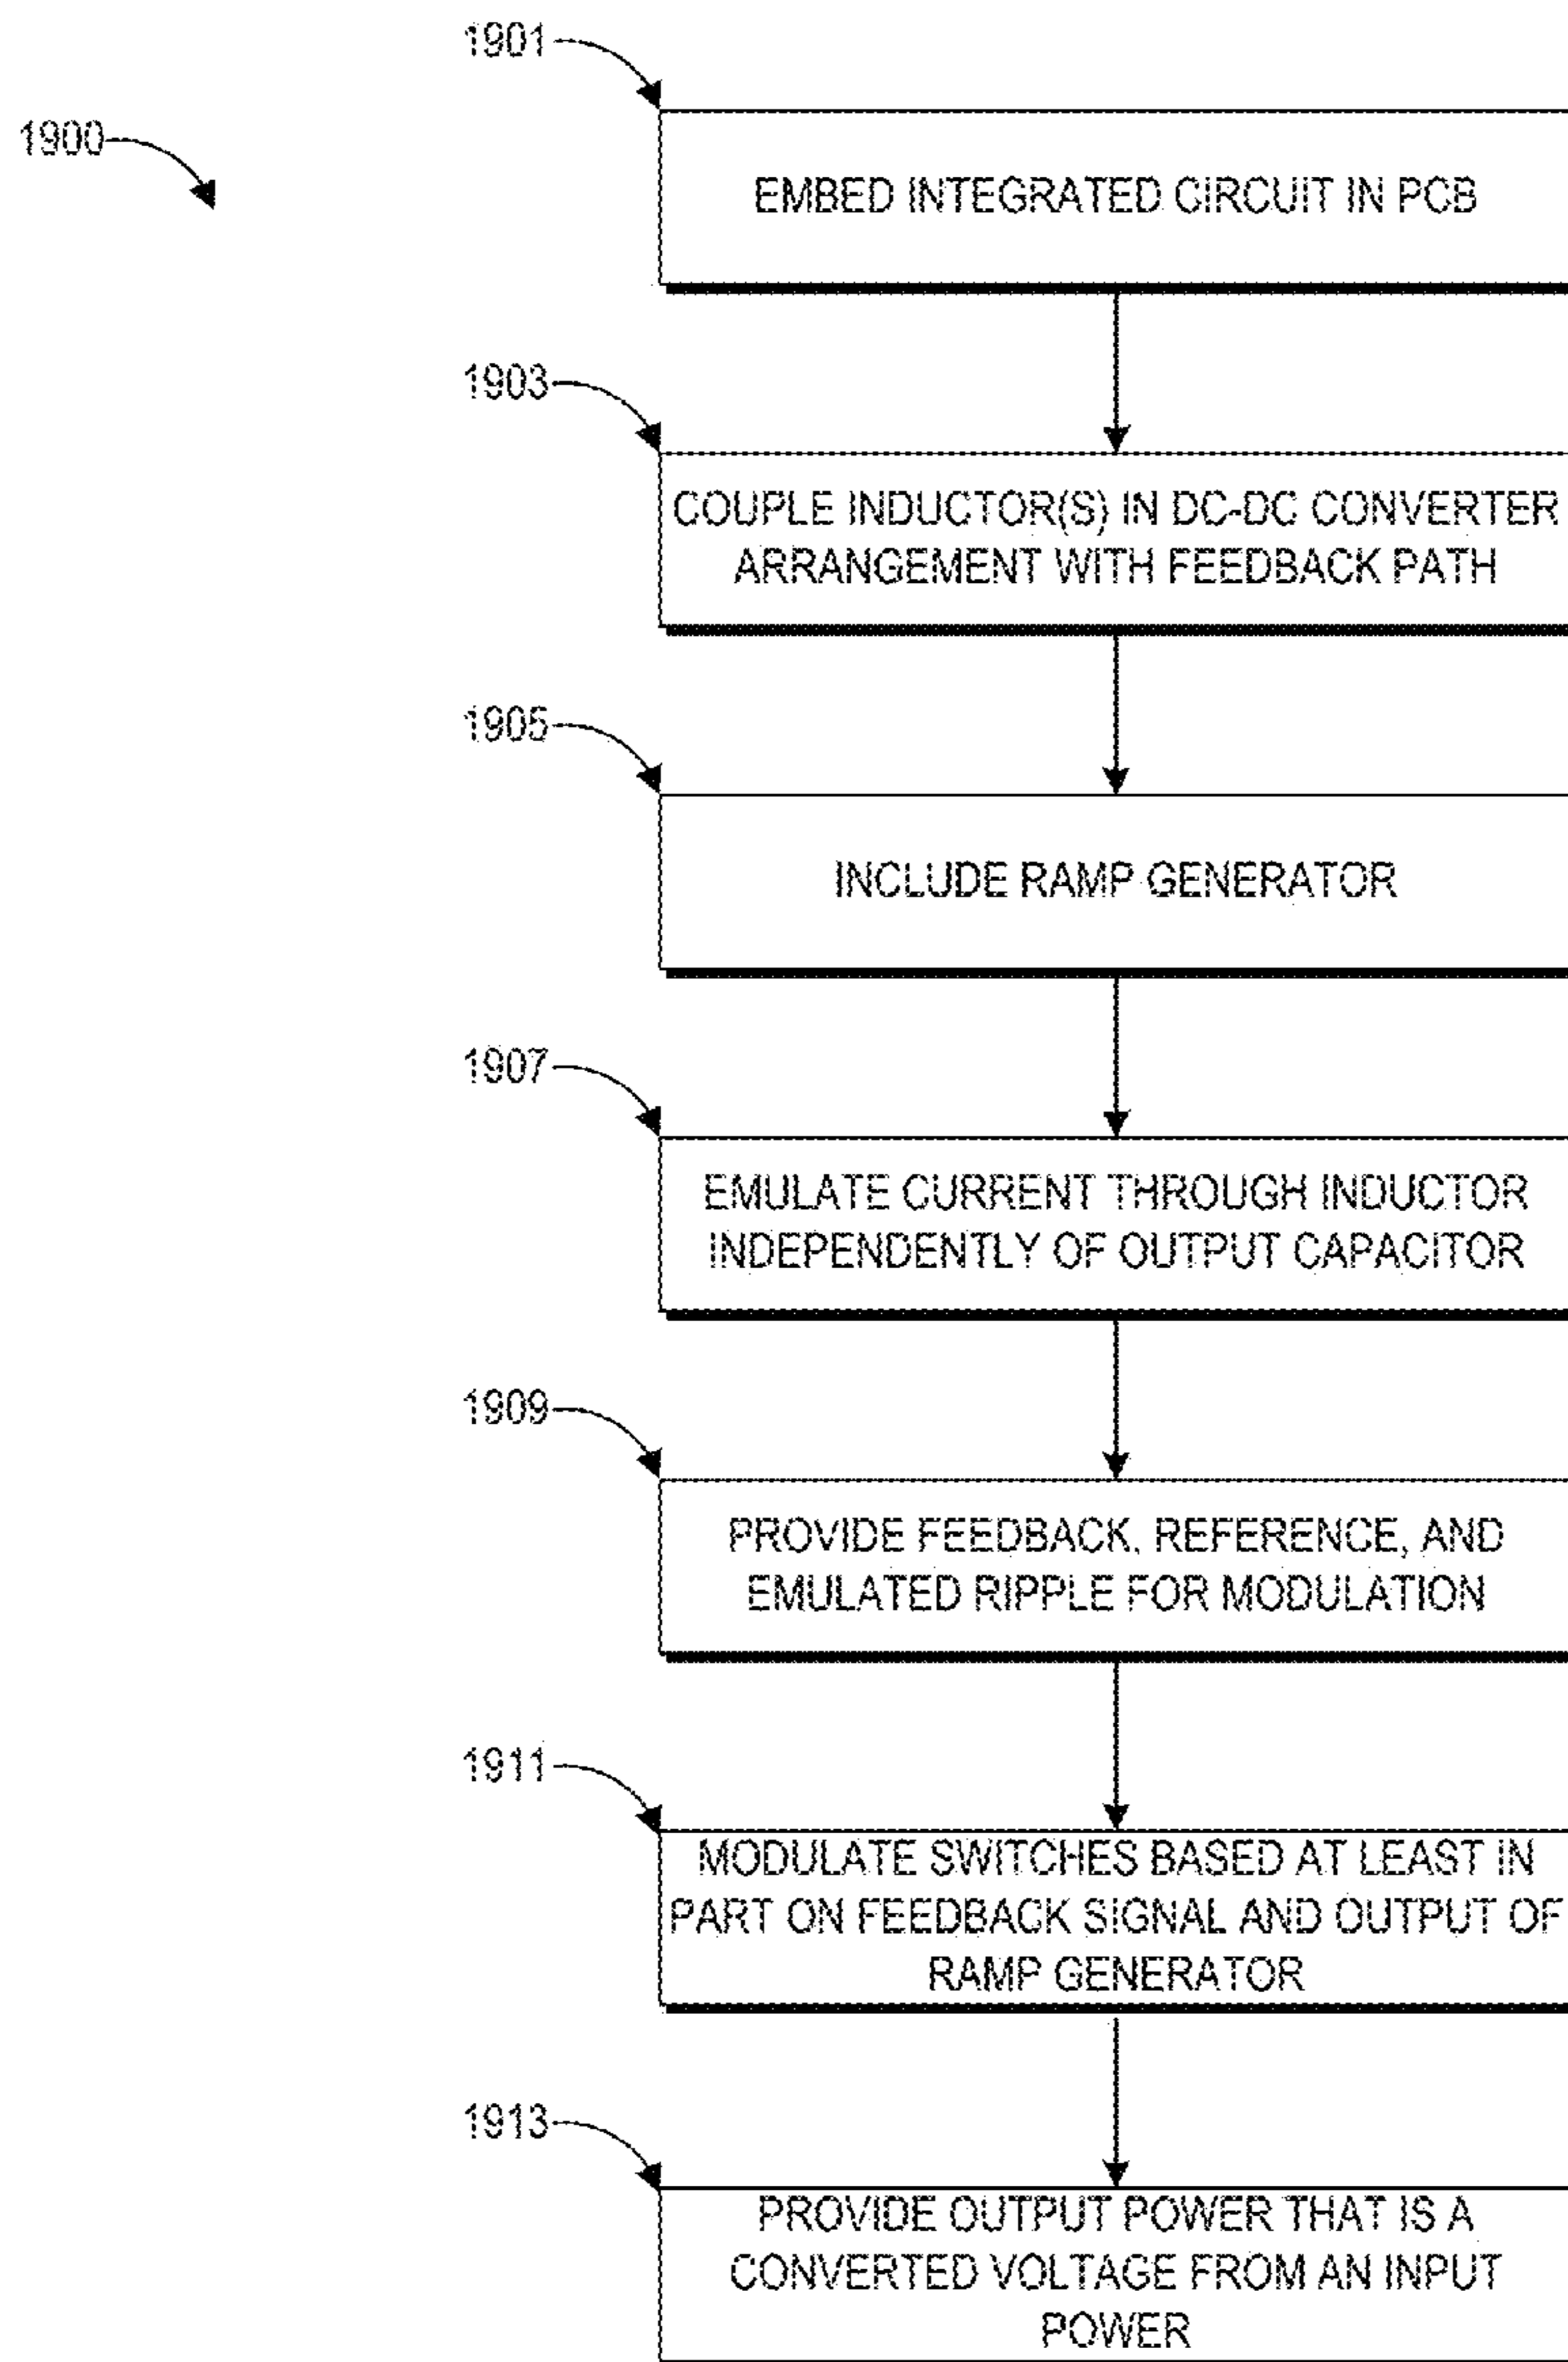 1901
1900
EMBED INTEGRATED CIRCUIT IN PCB
1903
COUPLE INDUCTOR(S) IN DC-DC CONVERTER
ARRANGEMENT WITH FEEDBACK PATH
1905
INCLUDE RAMP GENERATOR
1907
EMULATE CURRENT THROUGH INDUCTOR
INDEPENDENTLY OF OUTPUT CAPACITOR
1909
PROVIDE FEEDBACK, REFERENCE, AND
EMULATED RIPPLE FOR MODULATION
1911
MODULATE SWITCHES BASED AT LEAST IN
PART ON FEEDBACK SIGNAL AND OUTPUT OF
RAMP GENERATOR
1913
PROVIDE OUTPUT POWER THAT IS A
CONVERTED VOLTAGE FROM AN INPUT
POWER